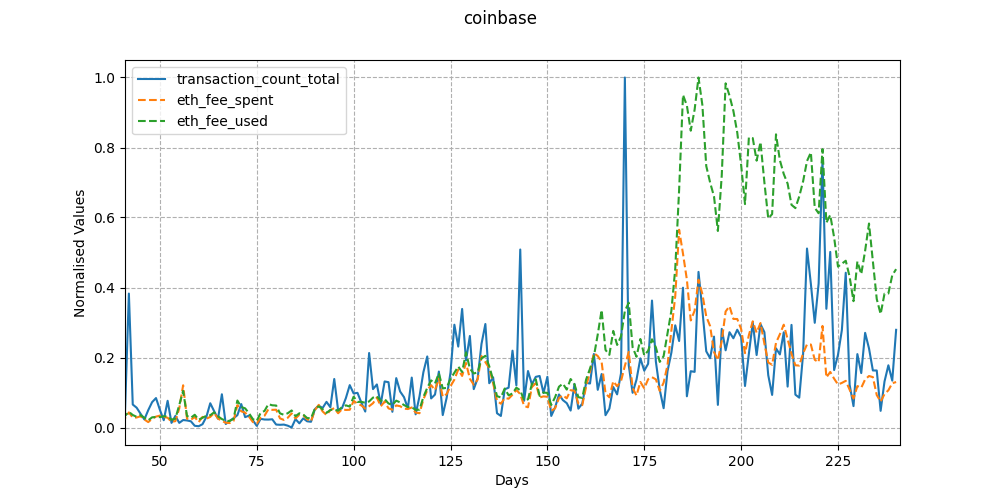 coinbase
transaction_count_total
eth_fee_spent
eth_fee_used
Normalised Values
1.0
0.8
0.6
0.4
0.2
0.0
50 75 100 125 150 175 200 225
Days